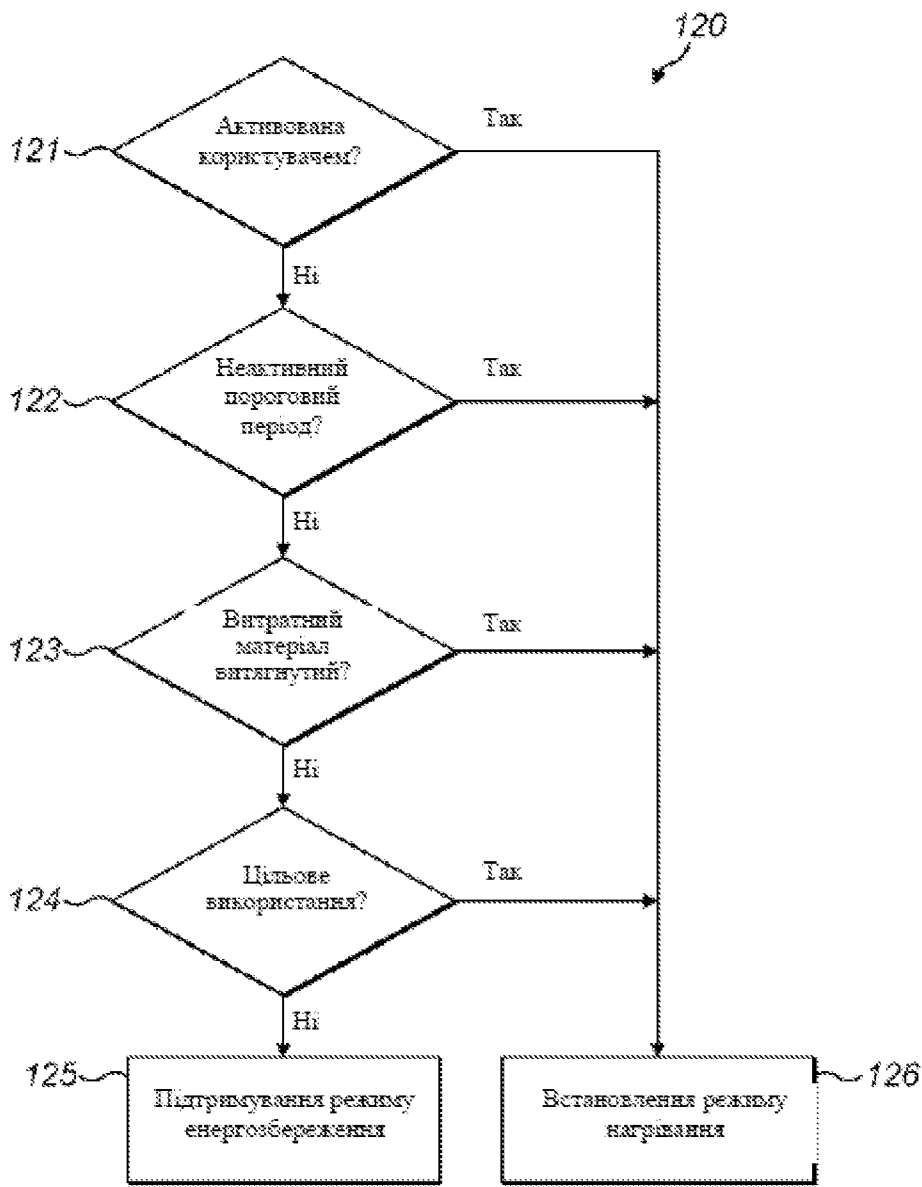 120
121
Активована
користувачем?
Так
Ні
122
Неактивний
пороговий
період?
Так
Ні
123
Витратний
матеріал
витягнутий?
Так
Ні
124
Цільове
використання?
Так
Ні
125
Підтримування режиму
енергозбереження
Встановлення режиму
нагрівання
126